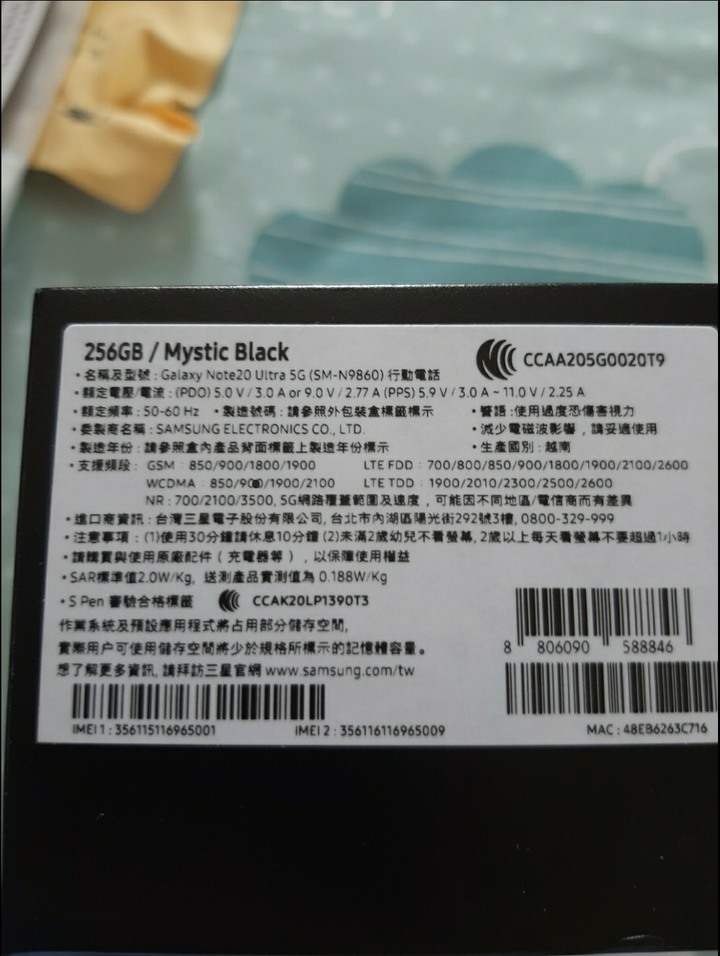 256GB / Mystic Black
CCAA205G0020T9
•名稱及型號 : Galaxy Note20 Ultra 5G (SM-N9860) 行動電話
•額定電壓/電流 : (PDO) 5.0 V / 3.0 A or 9.0 V / 2.77 A (PPS) 5.9 V / 3.0 A ~ 11.0 V / 2.25 A
•額定頻率 : 50-60 Hz •製造號碼 : 請參照外包裝盒標籤標示 •警語 :使用過度恐傷害視力
•委製商名稱 : SAMSUNG ELECTRONICS CO., LTD. •減少電磁波影響，請妥適使用
•製造年份 : 請參照盒內產品背面標籤上製造年份標示 •生產國別 : 越南
•支援頻段 : GSM : 850/900/1800/1900 LTE FDD : 700/800/850/900/1800/1900/2100/2600
WCDMA : 850/900/1900/2100 LTE TDD : 1900/2010/2300/2500/2600
NR : 700/2100/3500, 5G網路覆蓋範圍及速度，可能因不同地區/電信商而有差異
•進口商資訊 : 台灣三星電子股份有限公司, 台北市內湖區陽光街292號3樓, 0800-329-999
•注意事項 : (1)使用30分鐘請休息10分鐘 (2)未滿2歲幼兒不看螢幕, 2歲以上每天看螢幕不要超過1小時
•請購買與使用原廠配件（充電器等），以保障使用權益
•SAR標準值2.0W/Kg, 送測產品實測值為 0.188W/Kg
•S Pen 審驗合格標籤 CCAK20LP1390T3
作業系統及預設應用程式將占用部分儲存空間,
實際用戶可使用儲存空間將少於規格所標示的記憶體容量。
想了解更多資訊, 請拜訪三星官網 www.samsung.com/tw
8 806090 588846
IMEI 1 : 356115116965001 IMEI 2 : 356116116965009 MAC : 48EB6263C716